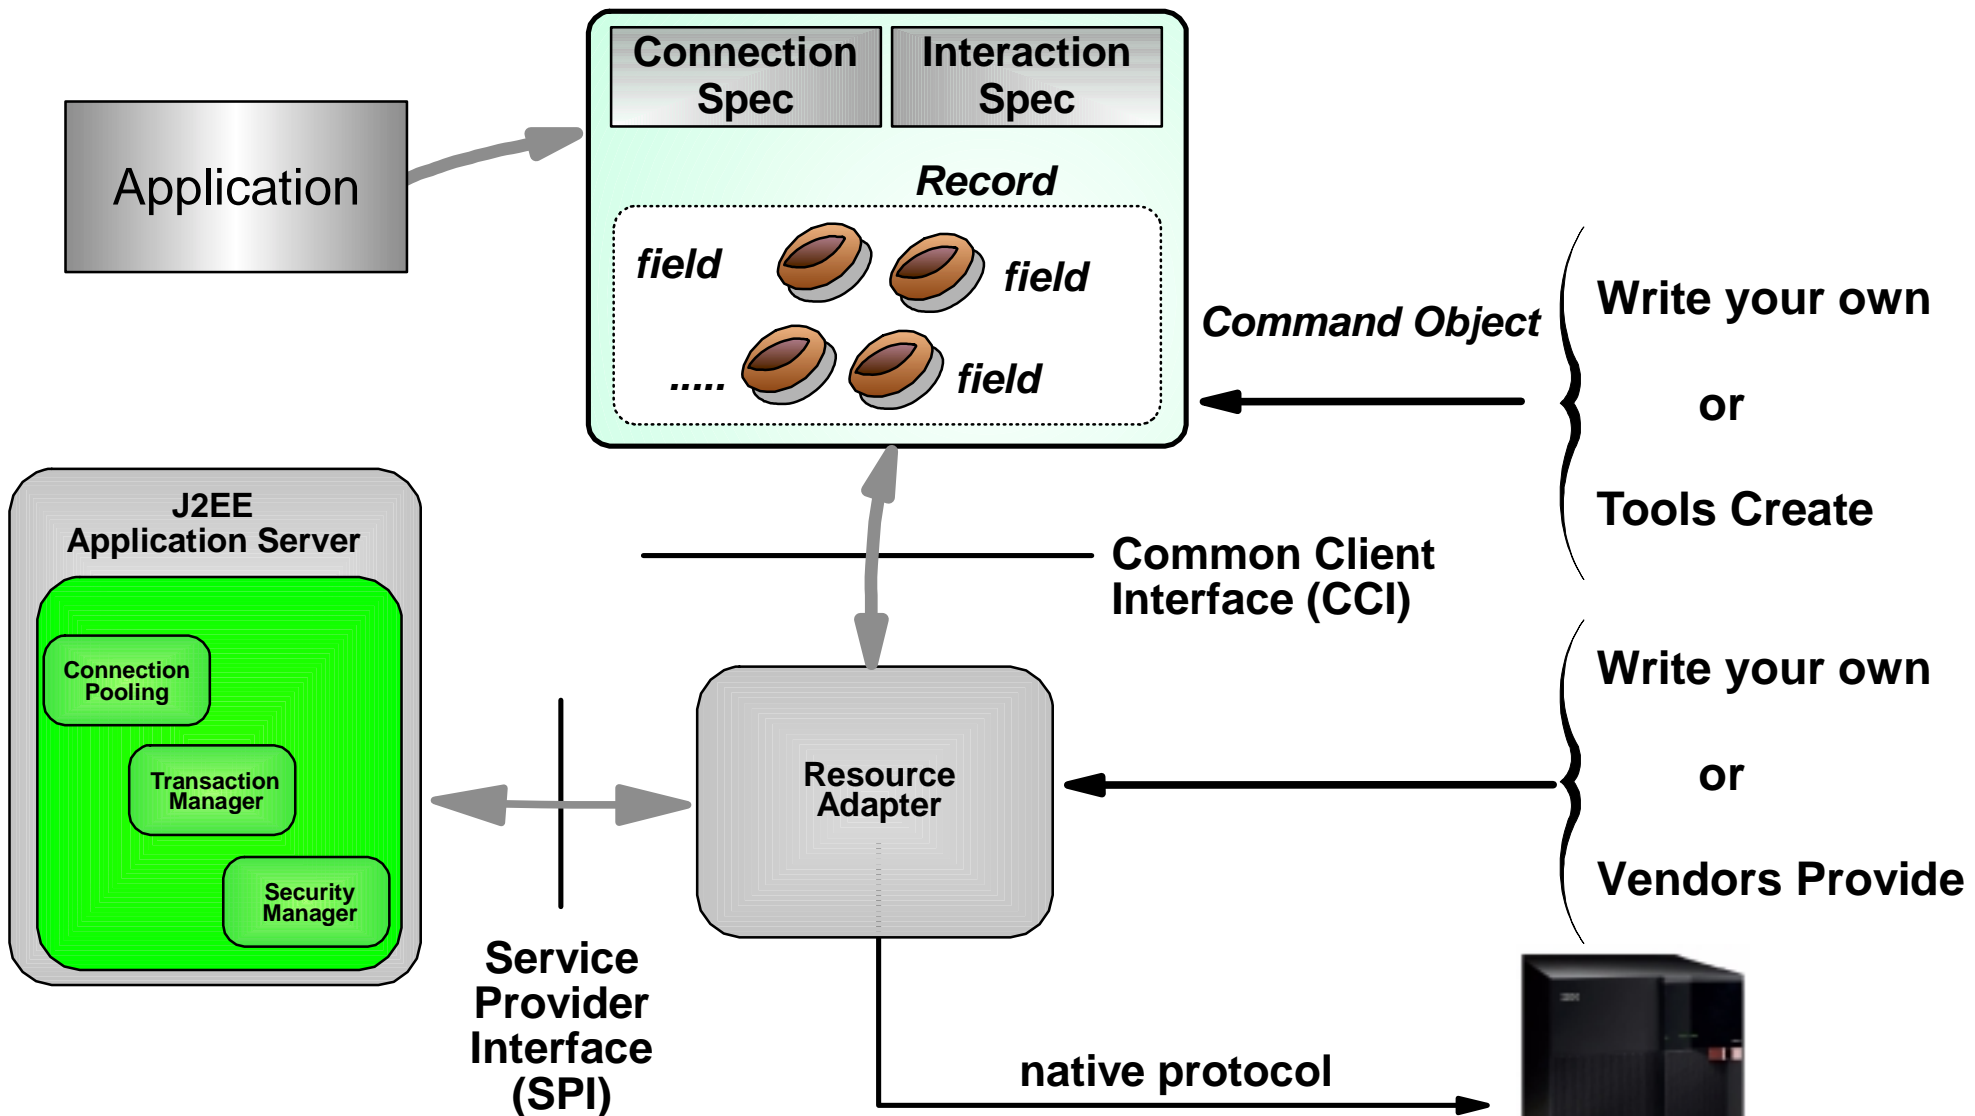 Connection
Spec
Interaction
Spec
Application
Record
field
field
.....
field
Command Object
Write your own
or
Tools Create
J2EE
Application Server
Connection
Pooling
Transaction
Manager
Security
Manager
Common Client
Interface (CCI)
Resource
Adapter
Write your own
or
Vendors Provide
Service
Provider
Interface
(SPI)
native protocol
IBM